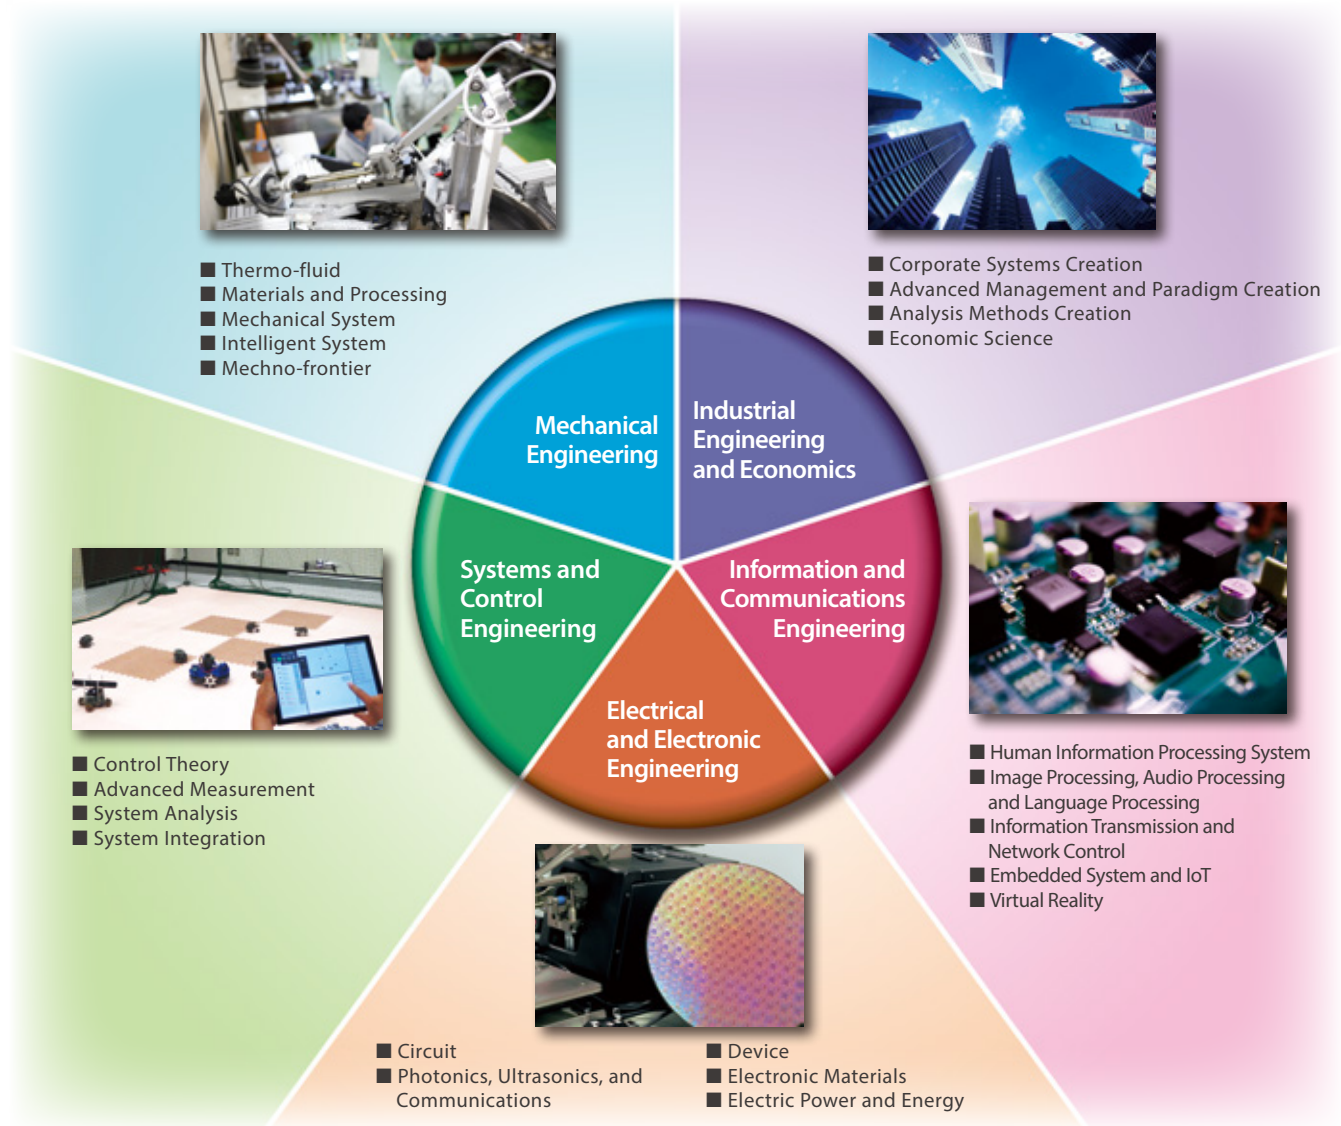 ■ Thermo-fluid
■ Materials and Processing
■ Mechanical System
■ Intelligent System
■ Mechno-frontier
■ Corporate Systems Creation
■ Advanced Management and Paradigm Creation
■ Analysis Methods Creation
■ Economic Science
Mechanical
Engineering
Industrial
Engineering
and Economics
Systems and
Control
Engineering
Information and
Communications
Engineering
Electrical
and Electronic
Engineering
■ Control Theory
■ Advanced Measurement
■ System Analysis
■ System Integration
■ Human Information Processing System
■ Image Processing, Audio Processing
and Language Processing
■ Information Transmission and
Network Control
■ Embedded System and IoT
■ Virtual Reality
■ Circuit
■ Photonics, Ultrasonics, and
Communications
■ Device
■ Electronic Materials
■ Electric Power and Energy